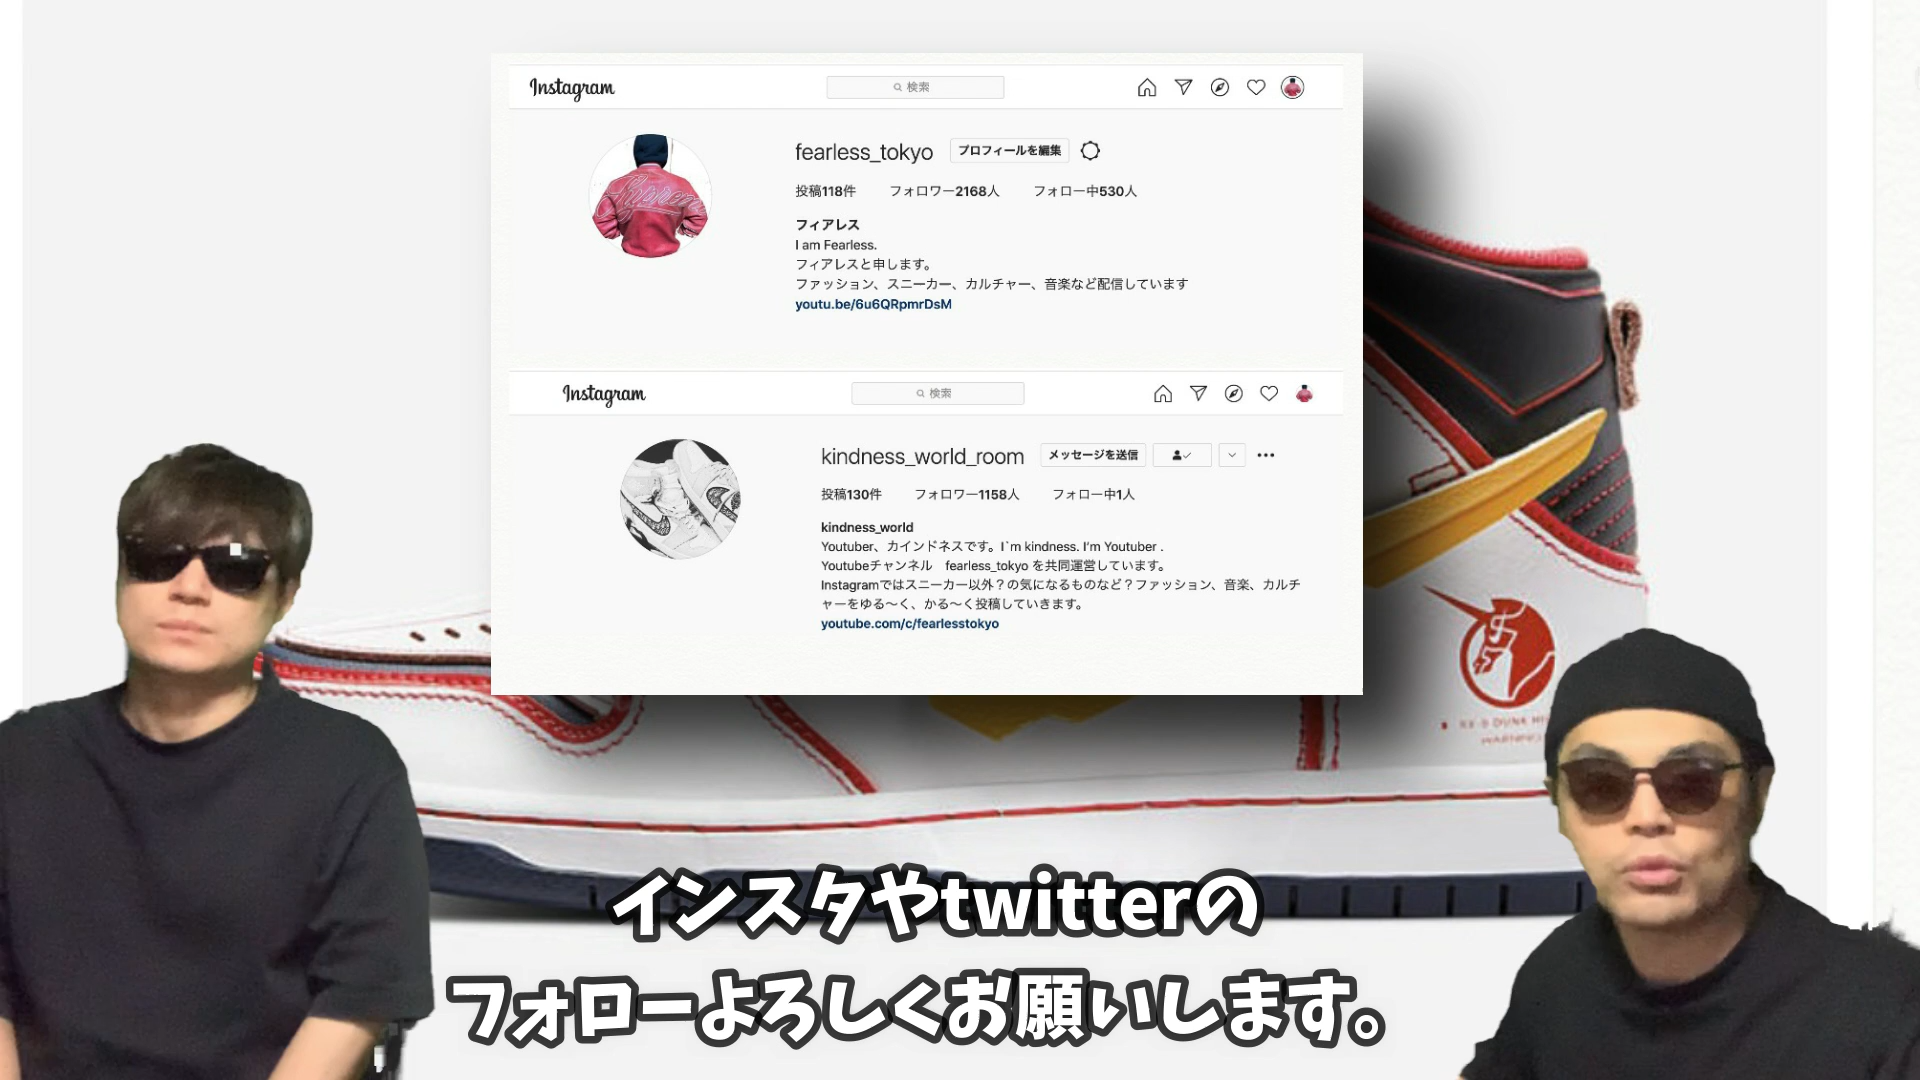 Instagram
検索
fearless_tokyo プロフィールを編集
投稿118件 フォロワー2168人 フォロー中530人
フィアレス
I am Fearless.
フィアレスと申します。
ファッション、スニーカー、カルチャー、音楽など配信しています
youtu.be/6u6QRpmrDsM
Instagram
検索
kindness_world_room メッセージを送信
投稿130件 フォロワー1158人 フォロー中1人
kindness_world
Youtuber、カインドネスです。I`m kindness. I'm Youtuber .
Youtubeチャンネル　fearless_tokyo を共同運営しています。
Instagramではスニーカー以外？の気になるものなど？ファッション、音楽、カルチ
ャーをゆる〜く、かる〜く投稿していきます。
youtube.com/c/fearlesstokyo
インスタやtwitterの
フォローよろしくお願いします。